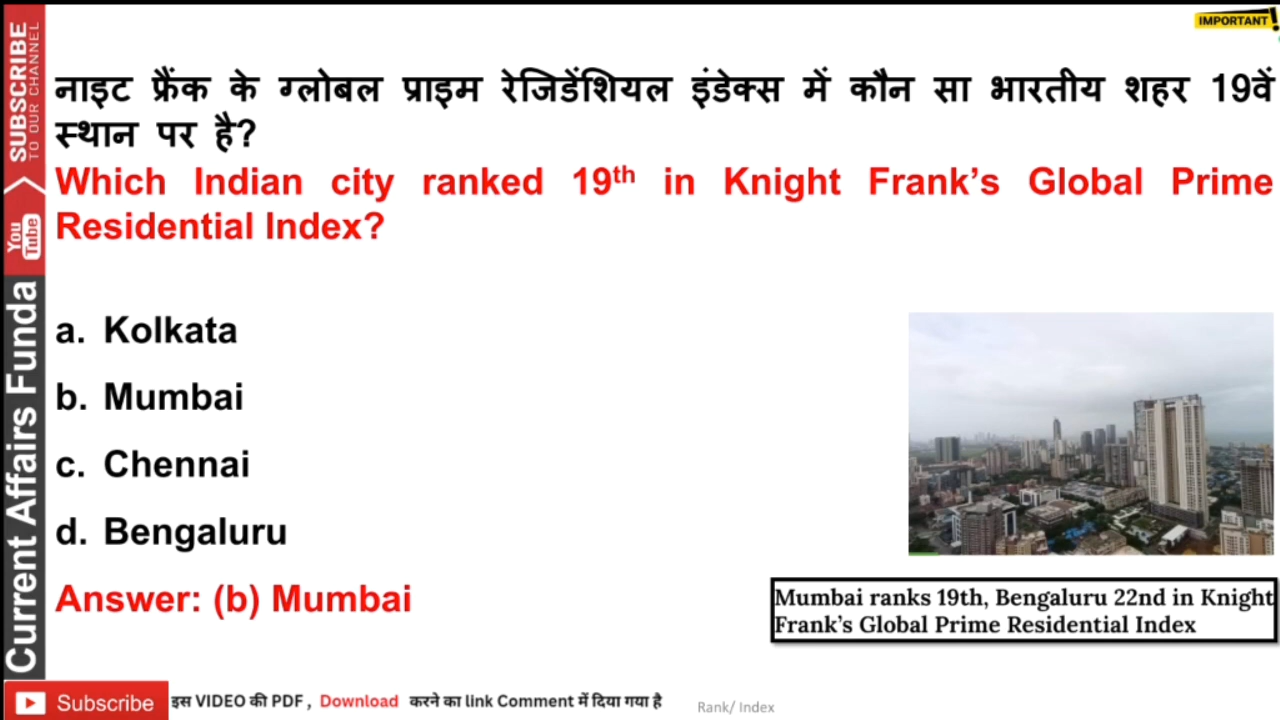 IMPORTANT!
SUBSCRIBE
TO OUR CHANNEL
You
Tube
Current Affairs Funda
नाइट फ्रैंक के ग्लोबल प्राइम रेजिडेंशियल इंडेक्स में कौन सा भारतीय शहर 19वें
स्थान पर है?
Which Indian city ranked 19th in Knight Frank’s Global Prime
Residential Index?
a. Kolkata
b. Mumbai
c. Chennai
d. Bengaluru
Answer: (b) Mumbai
Mumbai ranks 19th, Bengaluru 22nd in Knight
Frank’s Global Prime Residential Index
Subscribe
इस VIDEO की PDF , Download करने का link Comment में दिया गया है
Rank/ Index